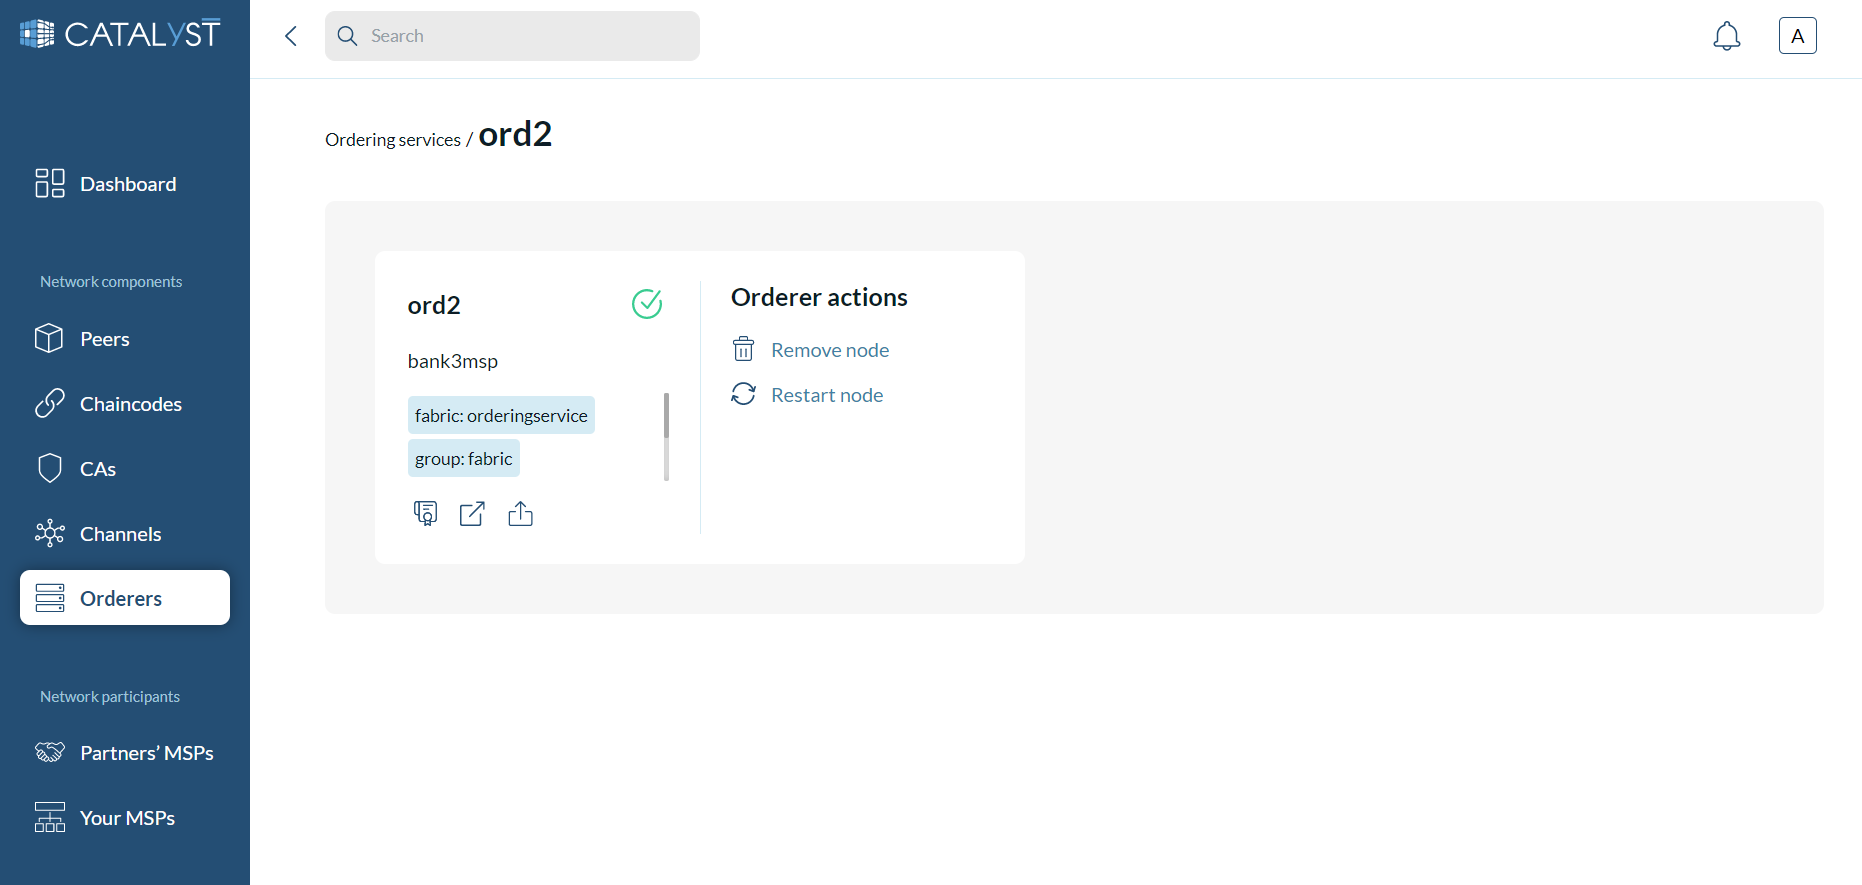 CATALYST
Search
A
Dashboard
Network components
Peers
Chaincodes
CAs
Channels
Orderers
Network participants
Partners’ MSPs
Your MSPs
Ordering services / ord2
ord2
bank3msp
fabric: orderingservice
group: fabric
Orderer actions
Remove node
Restart node